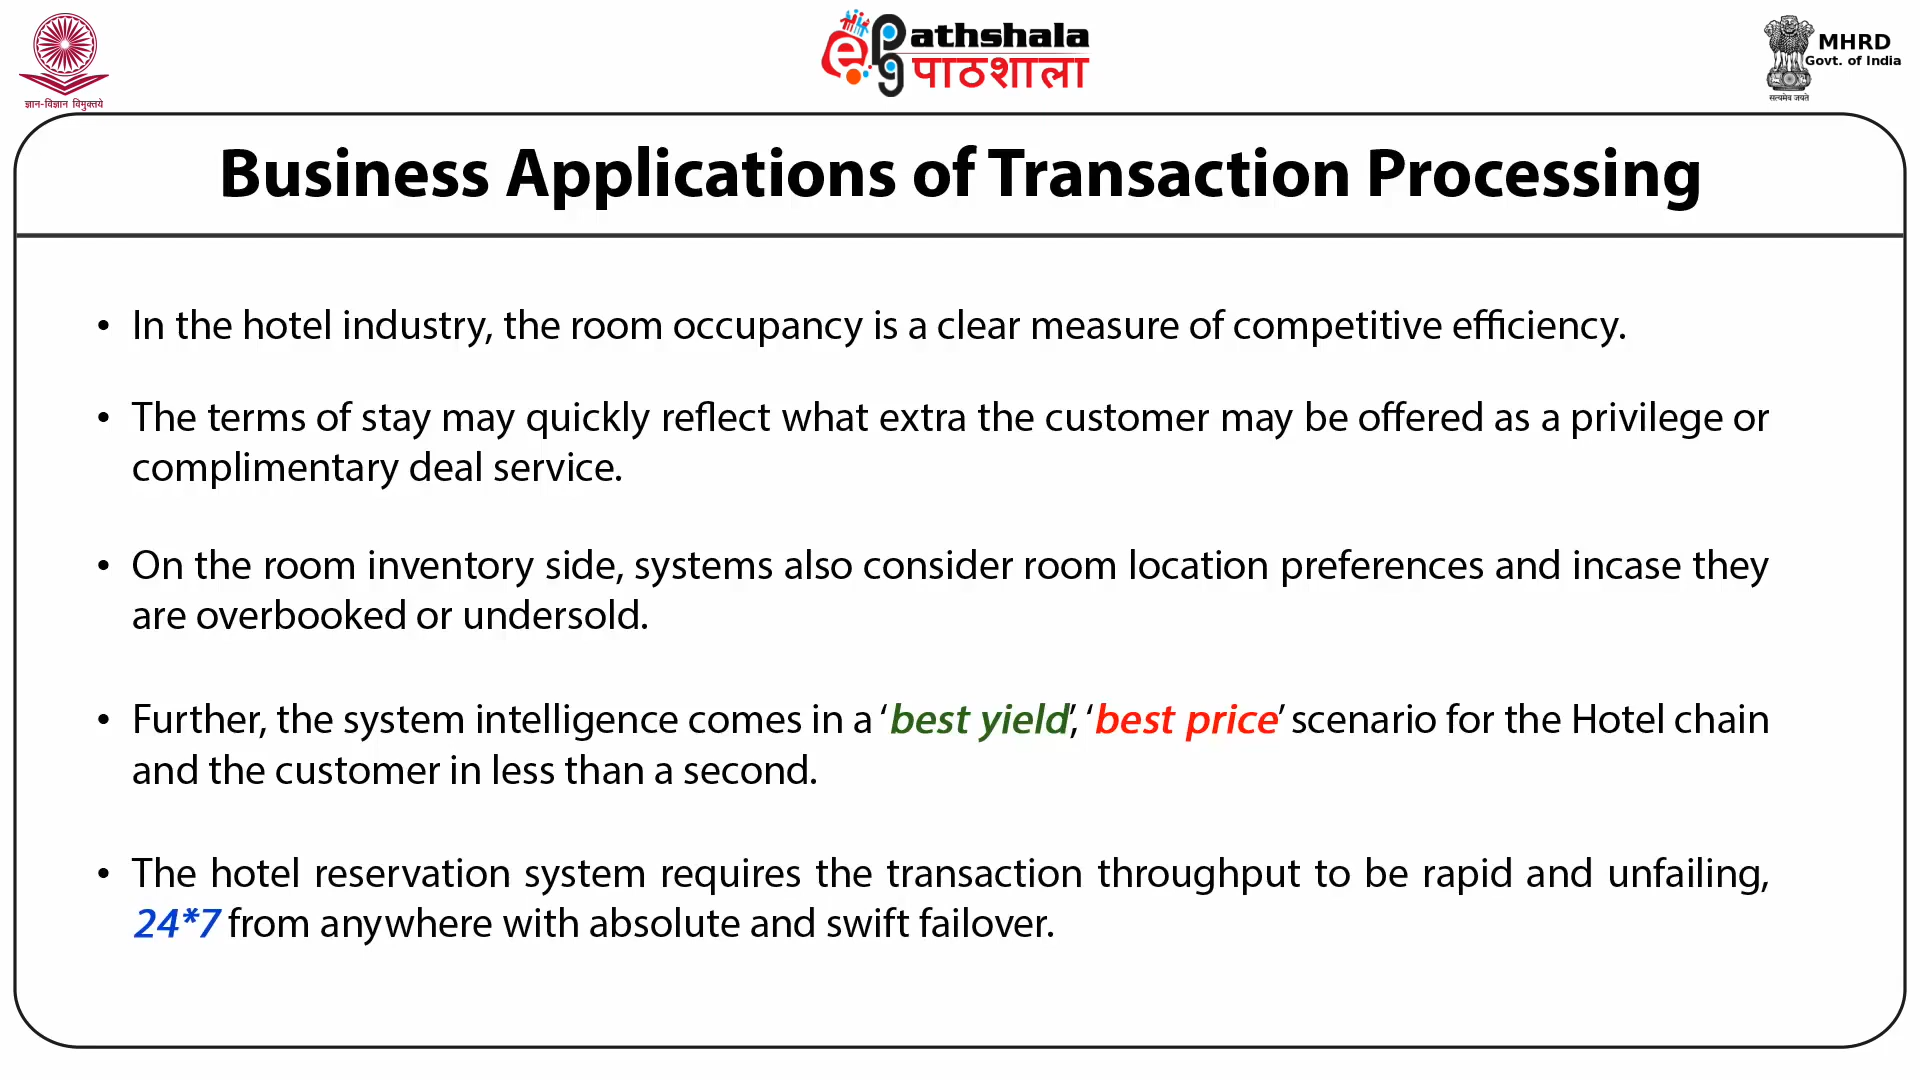 ज्ञान-विज्ञान विमुक्तये
e PG athshala
पाठशाला
MHRD
Govt. of India
सत्यमेव जयते
Business Applications of Transaction Processing
• In the hotel industry, the room occupancy is a clear measure of competitive efficiency.
• The terms of stay may quickly reflect what extra the customer may be offered as a privilege or
complimentary deal service.
• On the room inventory side, systems also consider room location preferences and incase they
are overbooked or undersold.
• Further, the system intelligence comes in a ‘best yield’, ‘best price’ scenario for the Hotel chain
and the customer in less than a second.
• The hotel reservation system requires the transaction throughput to be rapid and unfailing,
24*7 from anywhere with absolute and swift failover.